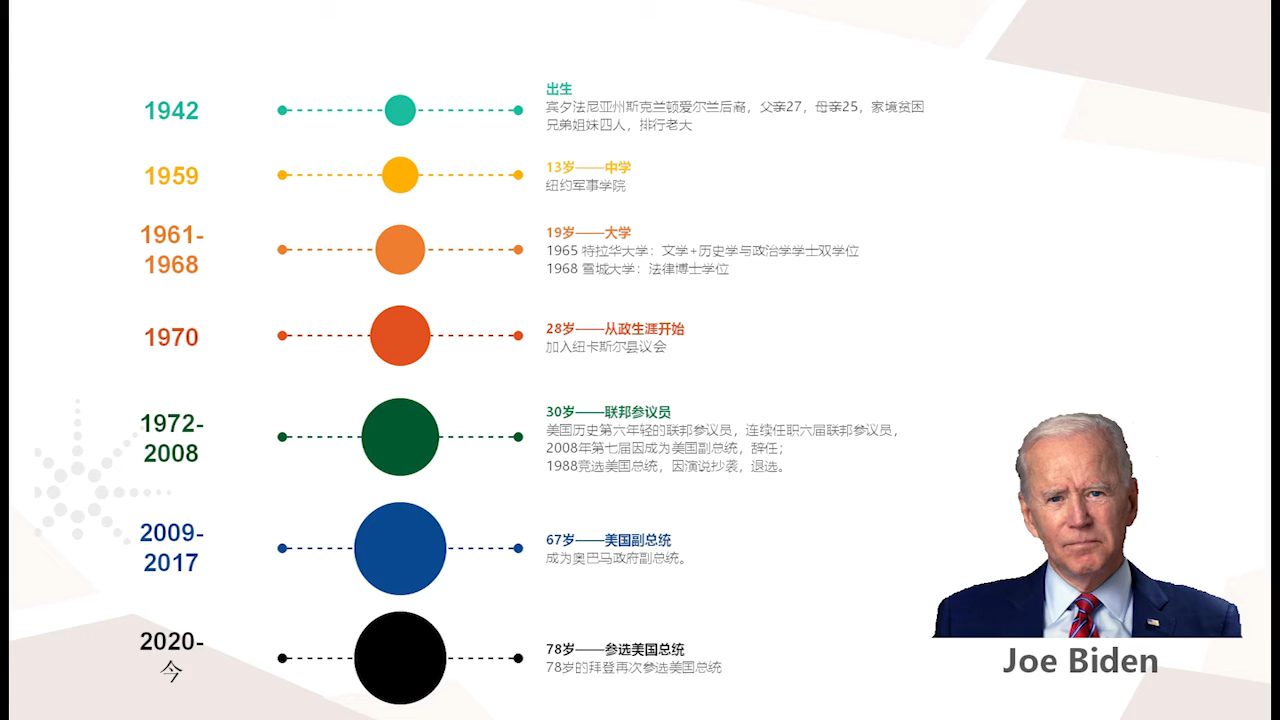 1942
出生
宾夕法尼亚州斯克兰顿爱尔兰后裔，父亲27，母亲25，家境贫困
兄弟姐妹四人，排行老大
1959
13岁——中学
纽约军事学院
1961-
1968
19岁——大学
1965 特拉华大学：文学+历史学与政治学学士双学位
1968 雪城大学：法律博士学位
1970
28岁——从政生涯开始
加入纽卡斯尔县议会
1972-
2008
30岁——联邦参议员
美国历史第六年轻的联邦参议员，连续任职六届联邦参议员，
2008年第七届因成为美国副总统，辞任；
1988竞选美国总统，因演说抄袭，退选。
2009-
2017
67岁——美国副总统
成为奥巴马政府副总统。
2020-
今
78岁——参选美国总统
78岁的拜登再次参选美国总统
Joe Biden